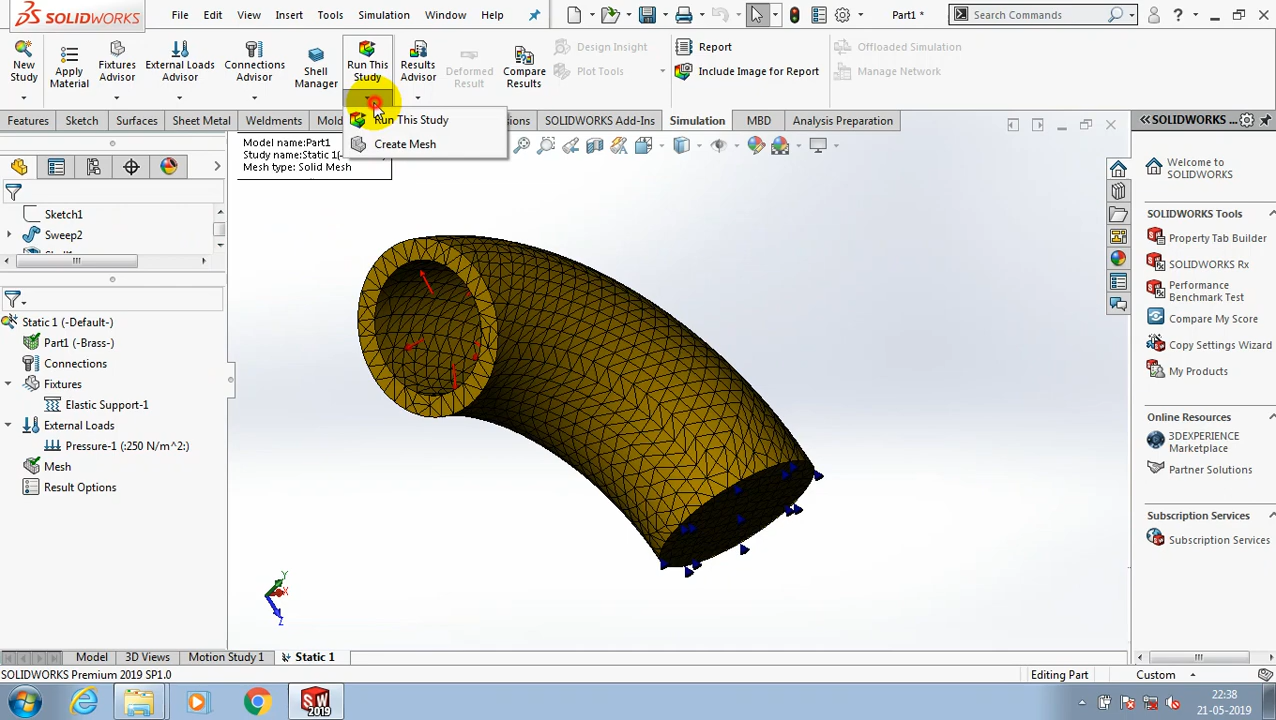 SOLIDWORKS File Edit View Insert Tools Simulation Window Help Part1 * Search Commands
New Study
Apply Material
Fixtures Advisor
External Loads Advisor
Connections Advisor
Shell Manager
Run This Study
Results Advisor
Deformed Result
Compare Results
Design Insight
Plot Tools
Report
Include Image for Report
Offloaded Simulation
Manage Network
Features Sketch Surfaces Sheet Metal Weldments SOLIDWORKS Add-Ins Simulation MBD Analysis Preparation
Run This Study
Create Mesh
Model name:Part1
Study name:Static 1(-
Mesh type: Solid Mesh
Sketch1
Sweep2
Static 1 (-Default-)
Part1 (-Brass-)
Connections
Fixtures
Elastic Support-1
External Loads
Pressure-1 (:250 N/m^2:)
Mesh
Result Options
Y
X
Z
SOLIDWORKS...
Welcome to
SOLIDWORKS
SOLIDWORKS Tools
Property Tab Builder
SOLIDWORKS Rx
Performance
Benchmark Test
Compare My Score
Copy Settings Wizard
My Products
Online Resources
3DEXPERIENCE
Marketplace
Partner Solutions
Subscription Services
Subscription Services
Model 3D Views Motion Study 1 Static 1
SOLIDWORKS Premium 2019 SP1.0 Editing Part Custom
SW
2019
22:38
21-05-2019